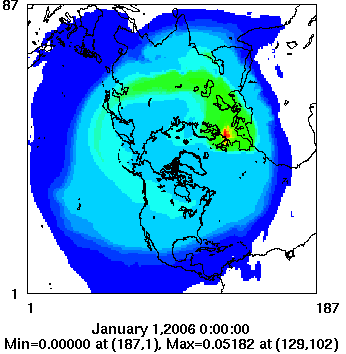 87
1
1 187
January 1,2006 0:00:00
Min=0.00000 at (187,1), Max=0.05182 at (129,102)